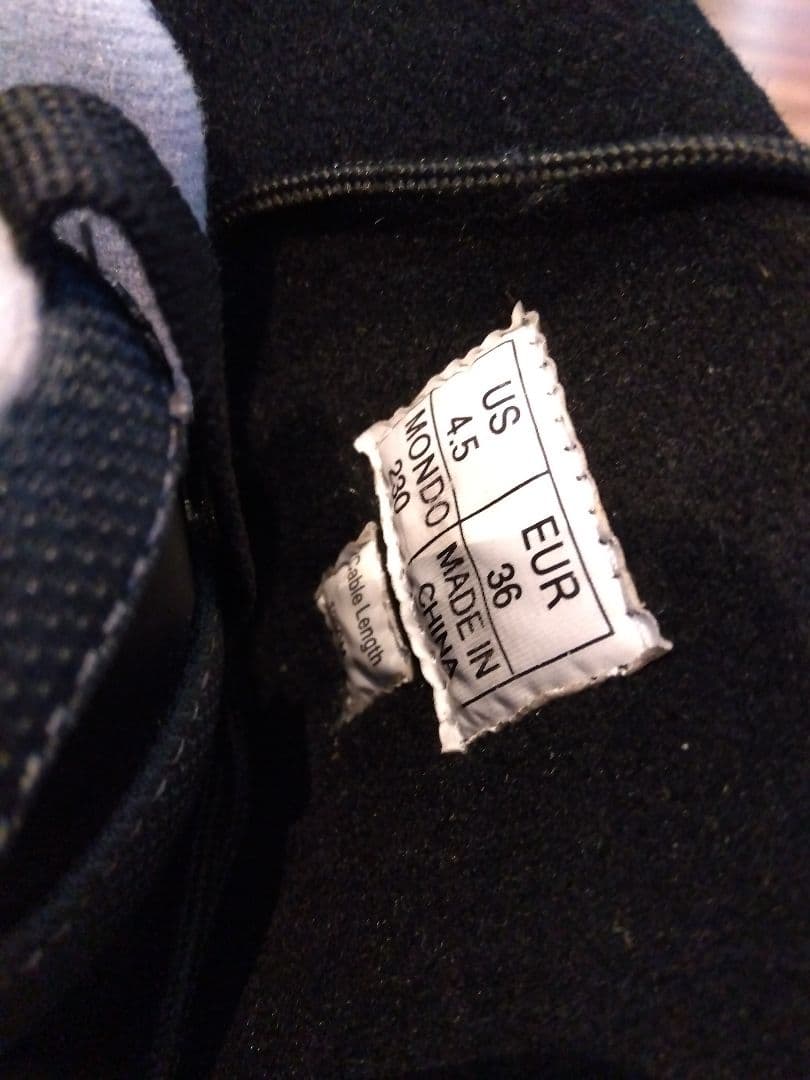 US EUR
4.5 36
MONDO MADE IN
230 CHINA
Cable Length